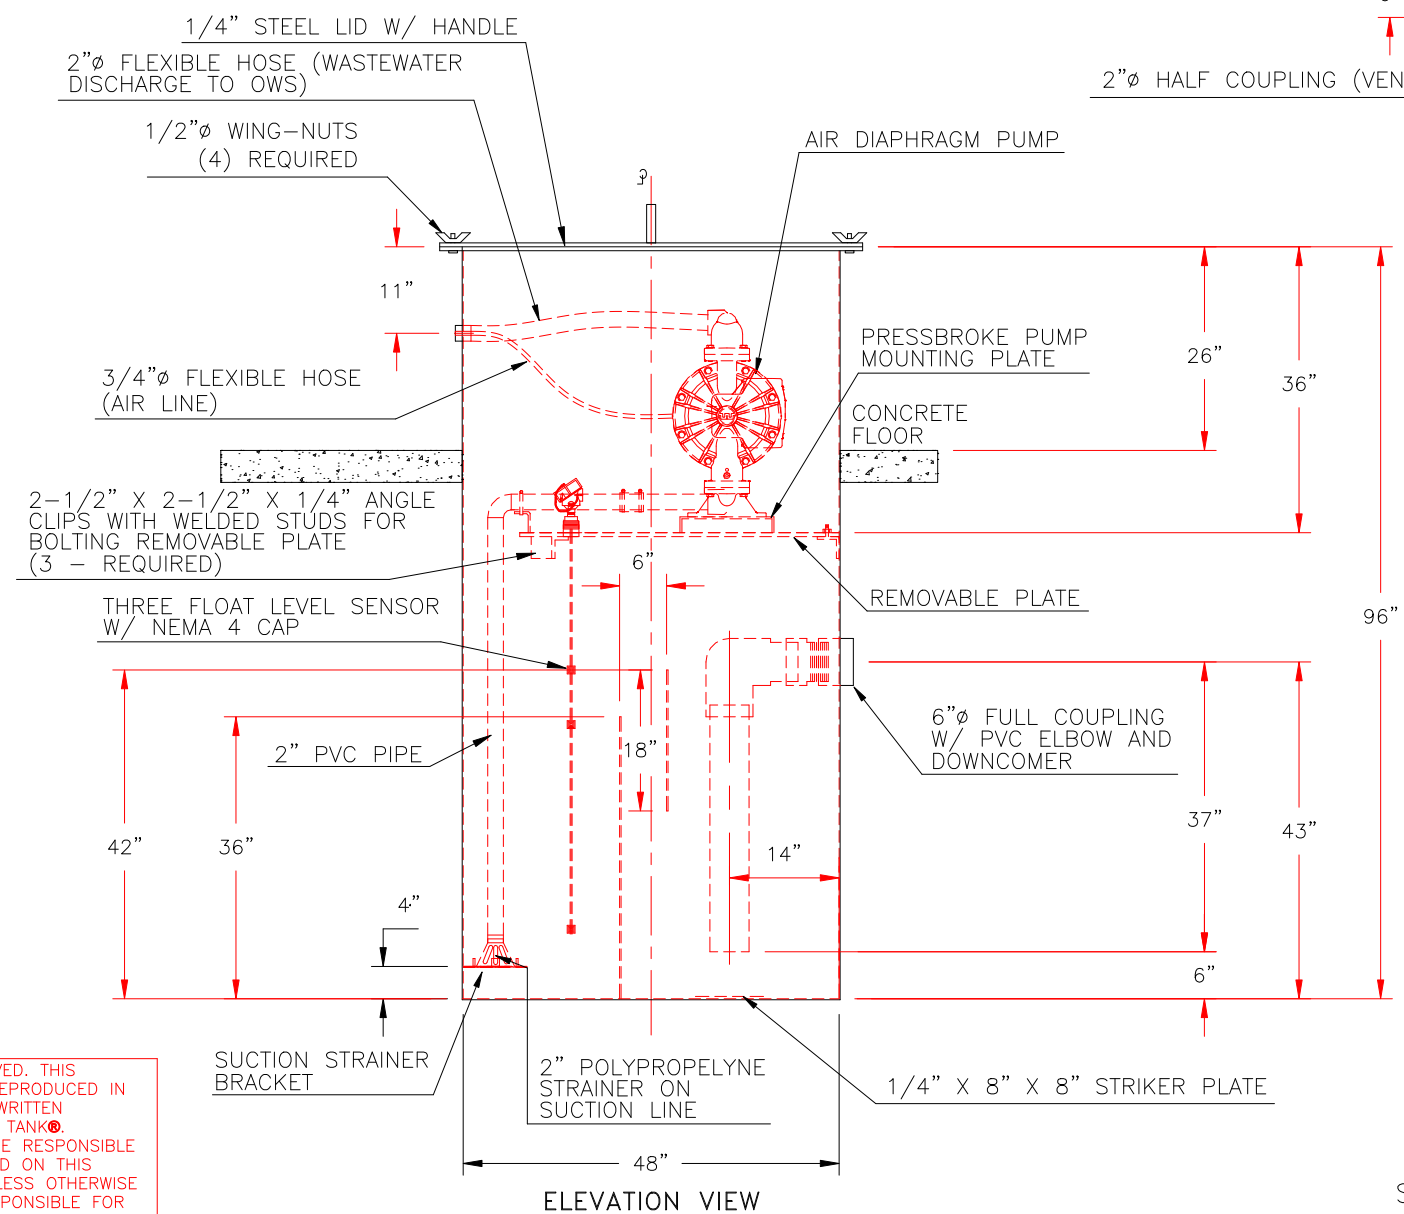 1/4" STEEL LID W/ HANDLE
2"ø FLEXIBLE HOSE (WASTEWATER
DISCHARGE TO OWS)
1/2"ø WING-NUTS
(4) REQUIRED
2"ø HALF COUPLING (VEN
AIR DIAPHRAGM PUMP
11"
3/4"ø FLEXIBLE HOSE
(AIR LINE)
PRESSBROKE PUMP
MOUNTING PLATE
26"
36"
CONCRETE
FLOOR
2-1/2" X 2-1/2" X 1/4" ANGLE
CLIPS WITH WELDED STUDS FOR
BOLTING REMOVABLE PLATE
(3 - REQUIRED)
6"
THREE FLOAT LEVEL SENSOR
W/ NEMA 4 CAP
REMOVABLE PLATE
96"
2" PVC PIPE
18"
6"ø FULL COUPLING
W/ PVC ELBOW AND
DOWNCOMER
42"
36"
14"
37"
43"
4"
6"
SUCTION STRAINER
BRACKET
2" POLYPROPELYNE
STRAINER ON
SUCTION LINE
1/4" X 8" X 8" STRIKER PLATE
48"
ELEVATION VIEW
VED. THIS
EPRODUCED IN
WRITTEN
TANK®.
E RESPONSIBLE
D ON THIS
LESS OTHERWISE
PONSIBLE FOR